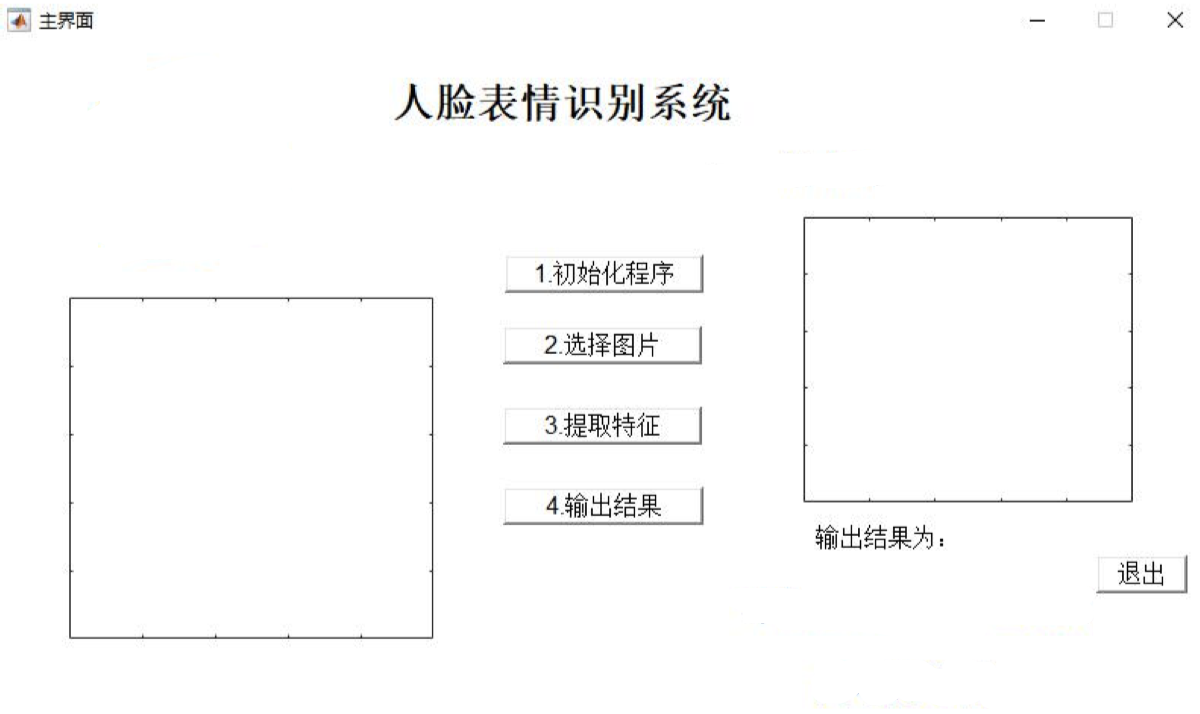 主界面
人脸表情识别系统
1.初始化程序
2.选择图片
3.提取特征
4.输出结果
输出结果为：
退出